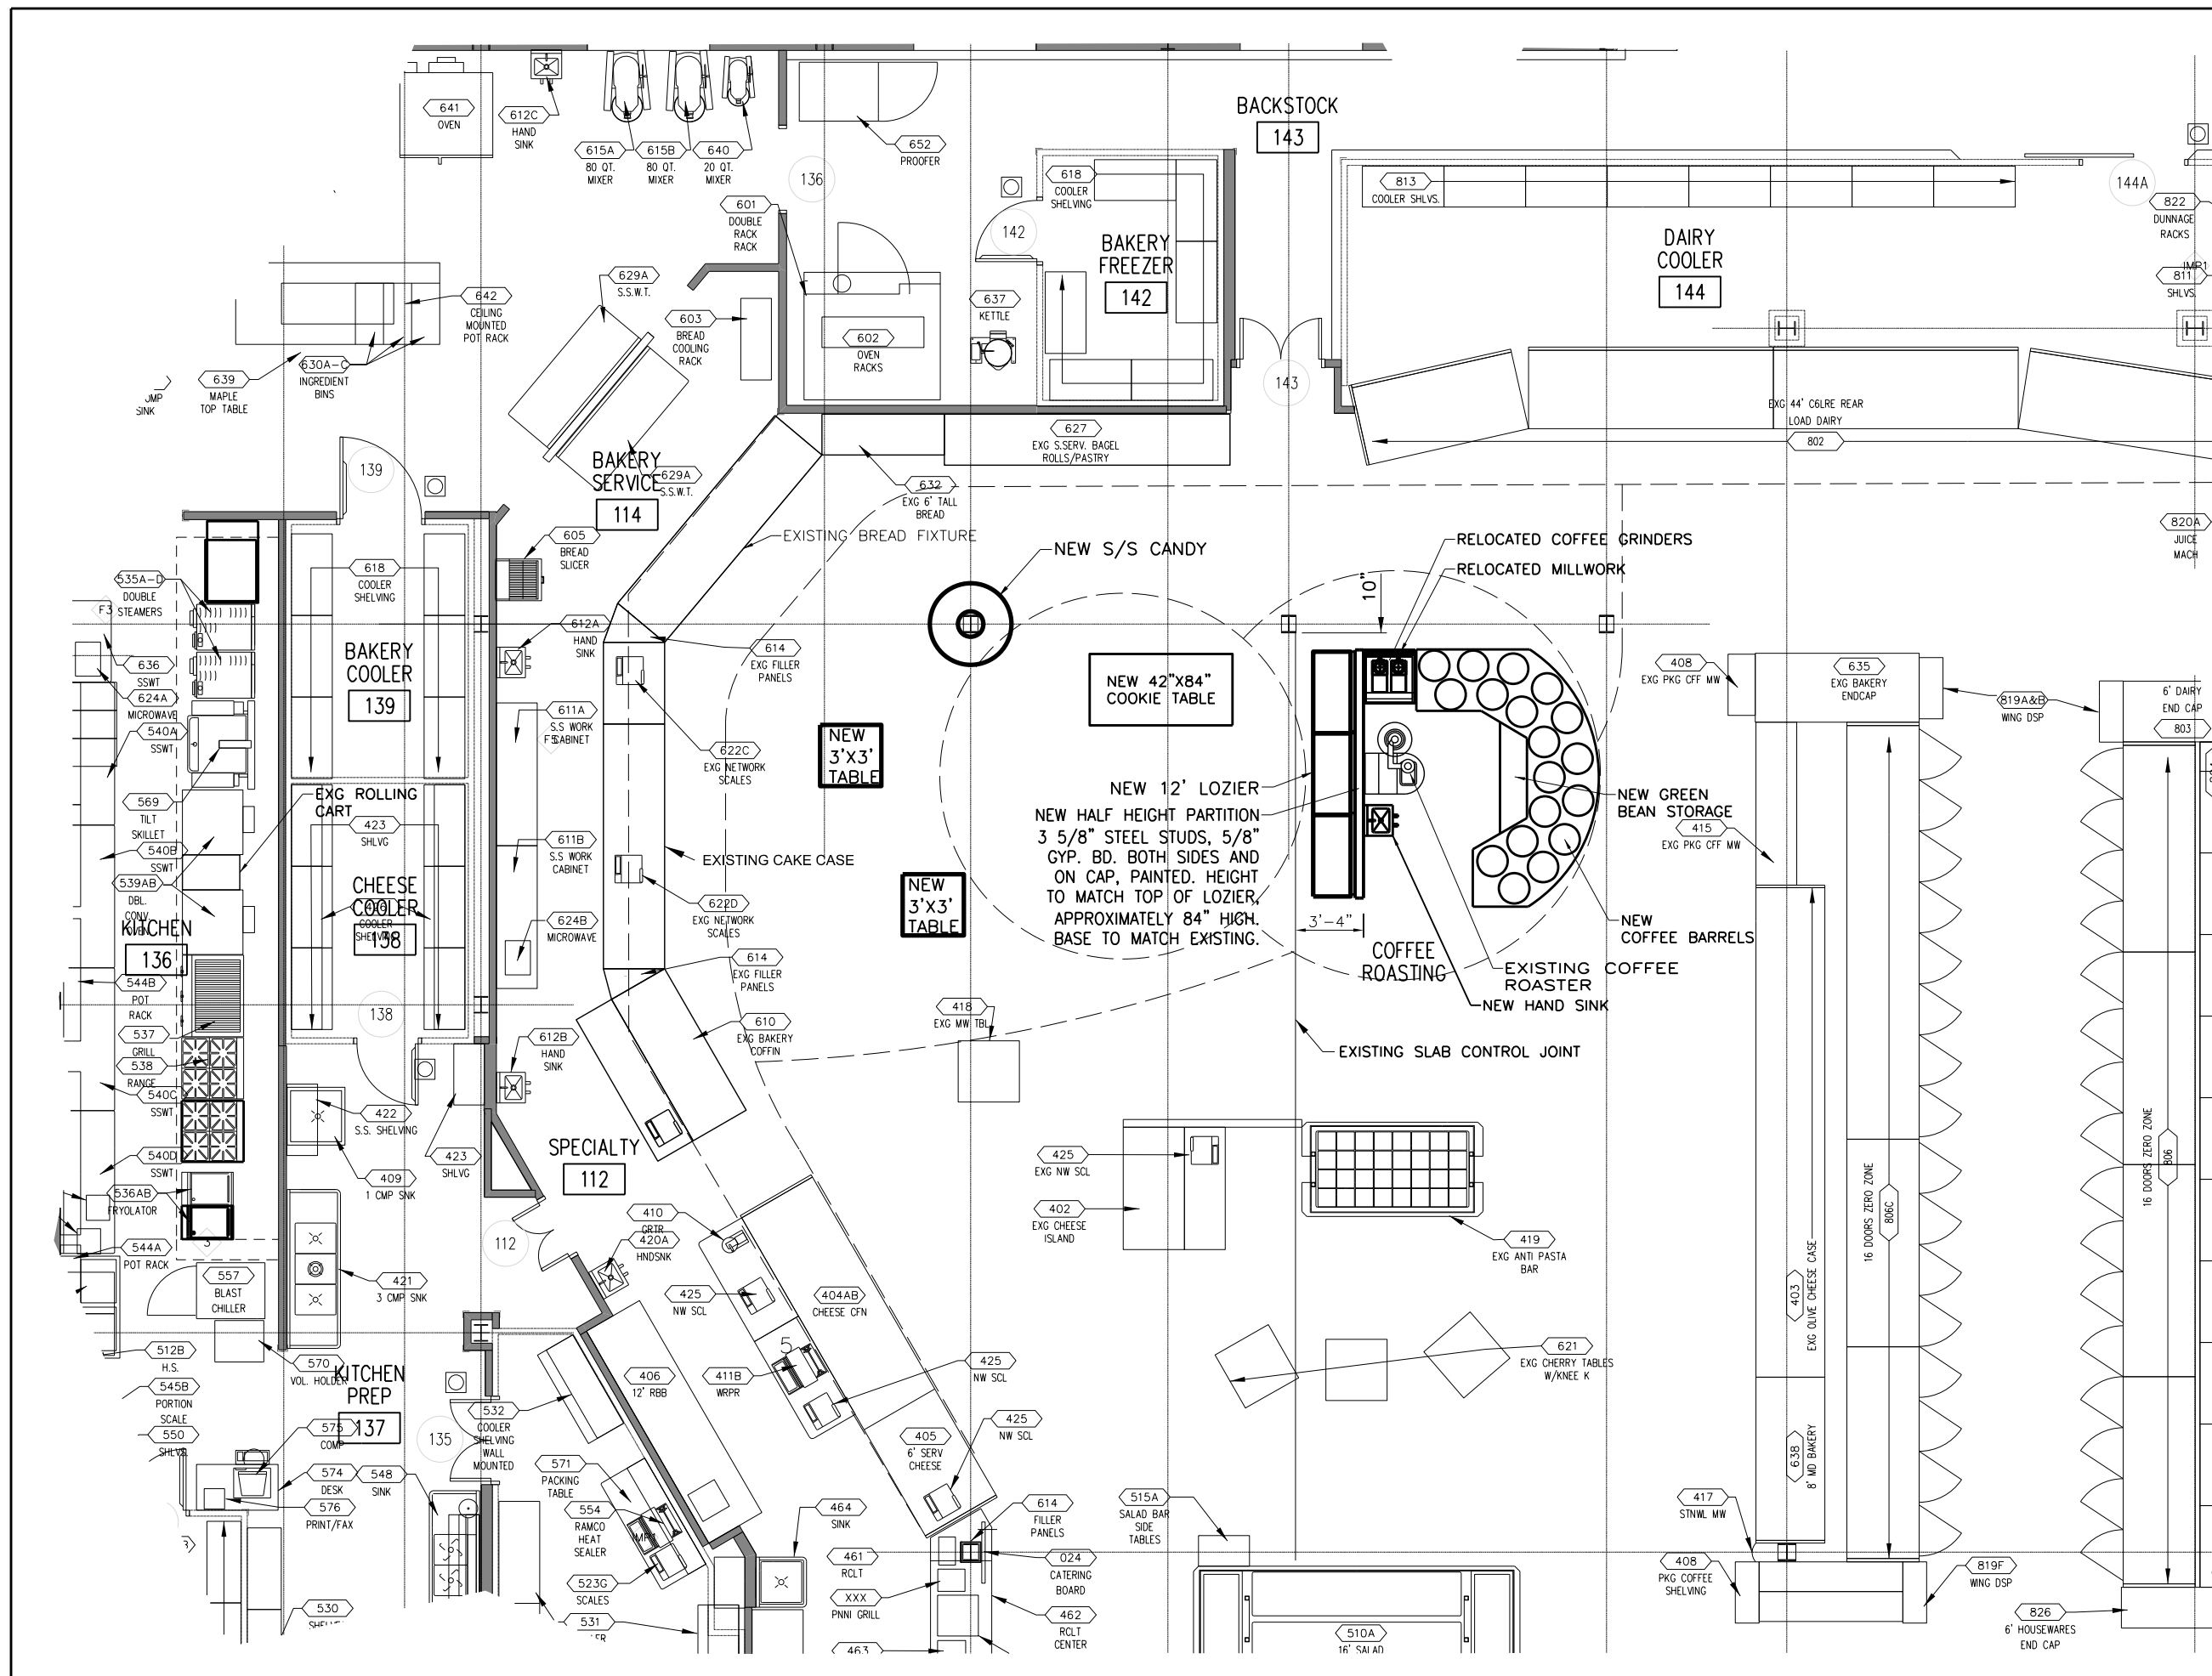 641
OVEN
612C
HAND
SINK
615A
80 QT.
MIXER
615B
80 QT.
MIXER
640
20 QT.
MIXER
652
PROOFER
136
BACKSTOCK
143
618
COOLER
SHELVING
142
BAKERY
FREEZER
142
813
COOLER SHLVS.
DAIRY
COOLER
144
144A
822
DUNNAGE
RACKS
IMP1
811
SHLVS.
601
DOUBLE
RACK
RACK
629A
S.S.W.T.
603
BREAD
COOLING
RACK
602
OVEN
RACKS
637
KETTLE
143
642
CEILING
MOUNTED
POT RACK
630A-C
INGREDIENT
BINS
639
MAPLE
TOP TABLE
JMP
SINK
EXG 44' C6LRE REAR
LOAD DAIRY
802
627
EXG S.SERV. BAGEL
ROLLS/PASTRY
632
EXG 6' TALL
BREAD
139
BAKERY
SERVICE
114
629A
S.S.W.T.
605
BREAD
SLICER
EXISTING BREAD FIXTURE
NEW S/S CANDY
RELOCATED COFFEE GRINDERS
RELOCATED MILLWORK
10"
820A
JUICE
MACH
535A-D
DOUBLE
STEAMERS
F3
618
COOLER
SHELVING
612A
HAND
SINK
614
EXG FILLER
PANELS
636
SSWT
624A
MICROWAVE
540A
SSWT
BAKERY
COOLER
139
611A
S.S WORK
CABINET
F5
622C
EXG NETWORK
SCALES
NEW
3'X3'
TABLE
NEW 42"X84"
COOKIE TABLE
408
EXG PKG CFF MW
635
EXG BAKERY
ENDCAP
819A&B
WING DSP
6' DAIRY
END CAP
803
569
TILT
SKILLET
EXG ROLLING
CART
423
SHLVG
540B
SSWT
539AB
DBL.
CONV.
OVEN
611B
S.S WORK
CABINET
EXISTING CAKE CASE
622D
EXG NETWORK
SCALES
NEW
3'X3'
TABLE
NEW 12' LOZIER
NEW HALF HEIGHT PARTITION
3 5/8" STEEL STUDS, 5/8"
GYP. BD. BOTH SIDES AND
ON CAP, PAINTED. HEIGHT
TO MATCH TOP OF LOZIER,
APPROXIMATELY 84" HIGH.
BASE TO MATCH EXISTING.
3'-4"
NEW GREEN
BEAN STORAGE
415
EXG PKG CFF MW
NEW
COFFEE BARRELS
COFFEE
ROASTING
EXISTING COFFEE
ROASTER
NEW HAND SINK
EXISTING SLAB CONTROL JOINT
CHEESE
COOLER
138
COOLER
SHELVING
KITCHEN
136
624B
MICROWAVE
614
EXG FILLER
PANELS
544B
POT
RACK
138
537
GRILL
538
RANGE
540C
SSWT
610
EXG BAKERY
COFFIN
612B
HAND
SINK
418
EXG MW TBL
422
S.S. SHELVING
423
SHLVG
409
1 CMP SNK
540D
SSWT
536AB
FRYOLATOR
3
544A
POT RACK
SPECIALTY
112
112
410
GRTR
420A
HNDSNK
425
EXG NW SCL
402
EXG CHEESE
ISLAND
419
EXG ANTI PASTA
BAR
16 DOORS ZERO ZONE
806C
16 DOORS ZERO ZONE
806
557
BLAST
CHILLER
421
3 CMP SNK
425
NW SCL
404AB
CHEESE CFN
403
EXG OLIVE CHEESE CASE
512B
H.S.
570
VOL. HOLDER
KITCHEN
PREP
137
406
12' RBB
5
411B
WRPR
425
NW SCL
621
EXG CHERRY TABLES
W/KNEE K
545B
PORTION
SCALE
550
SHLVS.
575
COMP
135
532
COOLER
SHELVING
WALL
MOUNTED
405
6' SERV
CHEESE
425
NW SCL
638
8' MD BAKERY
574
DESK
548
SINK
576
PRINT/FAX
571
PACKING
TABLE
554
RAMCO
HEAT
SEALER
IMP1
523G
SCALES
464
SINK
614
FILLER
PANELS
515A
SALAD BAR
SIDE
TABLES
417
STNWL MW
461
RCLT
024
CATERING
BOARD
XXX
PNNI GRILL
462
RCLT
CENTER
463
408
PKG COFFEE
SHELVING
819F
WING DSP
530
531
510A
16' SALAD
826
6' HOUSEWARES
END CAP